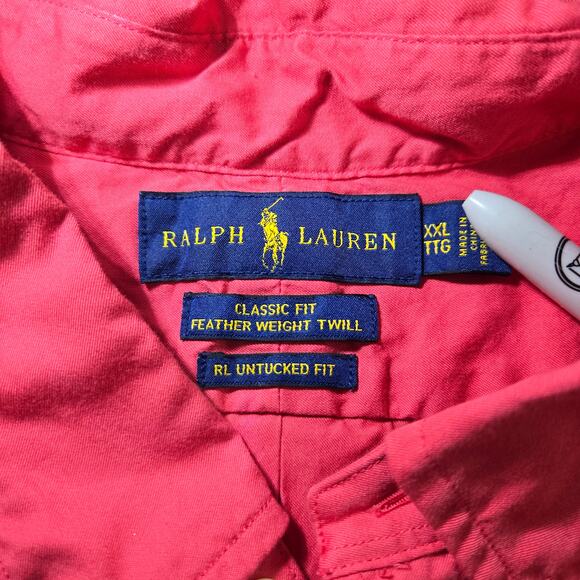 RALPH LAUREN
XXL
TTG
MADE IN
CLASSIC FIT
FEATHER WEIGHT TWILL
RL UNTUCKED FIT